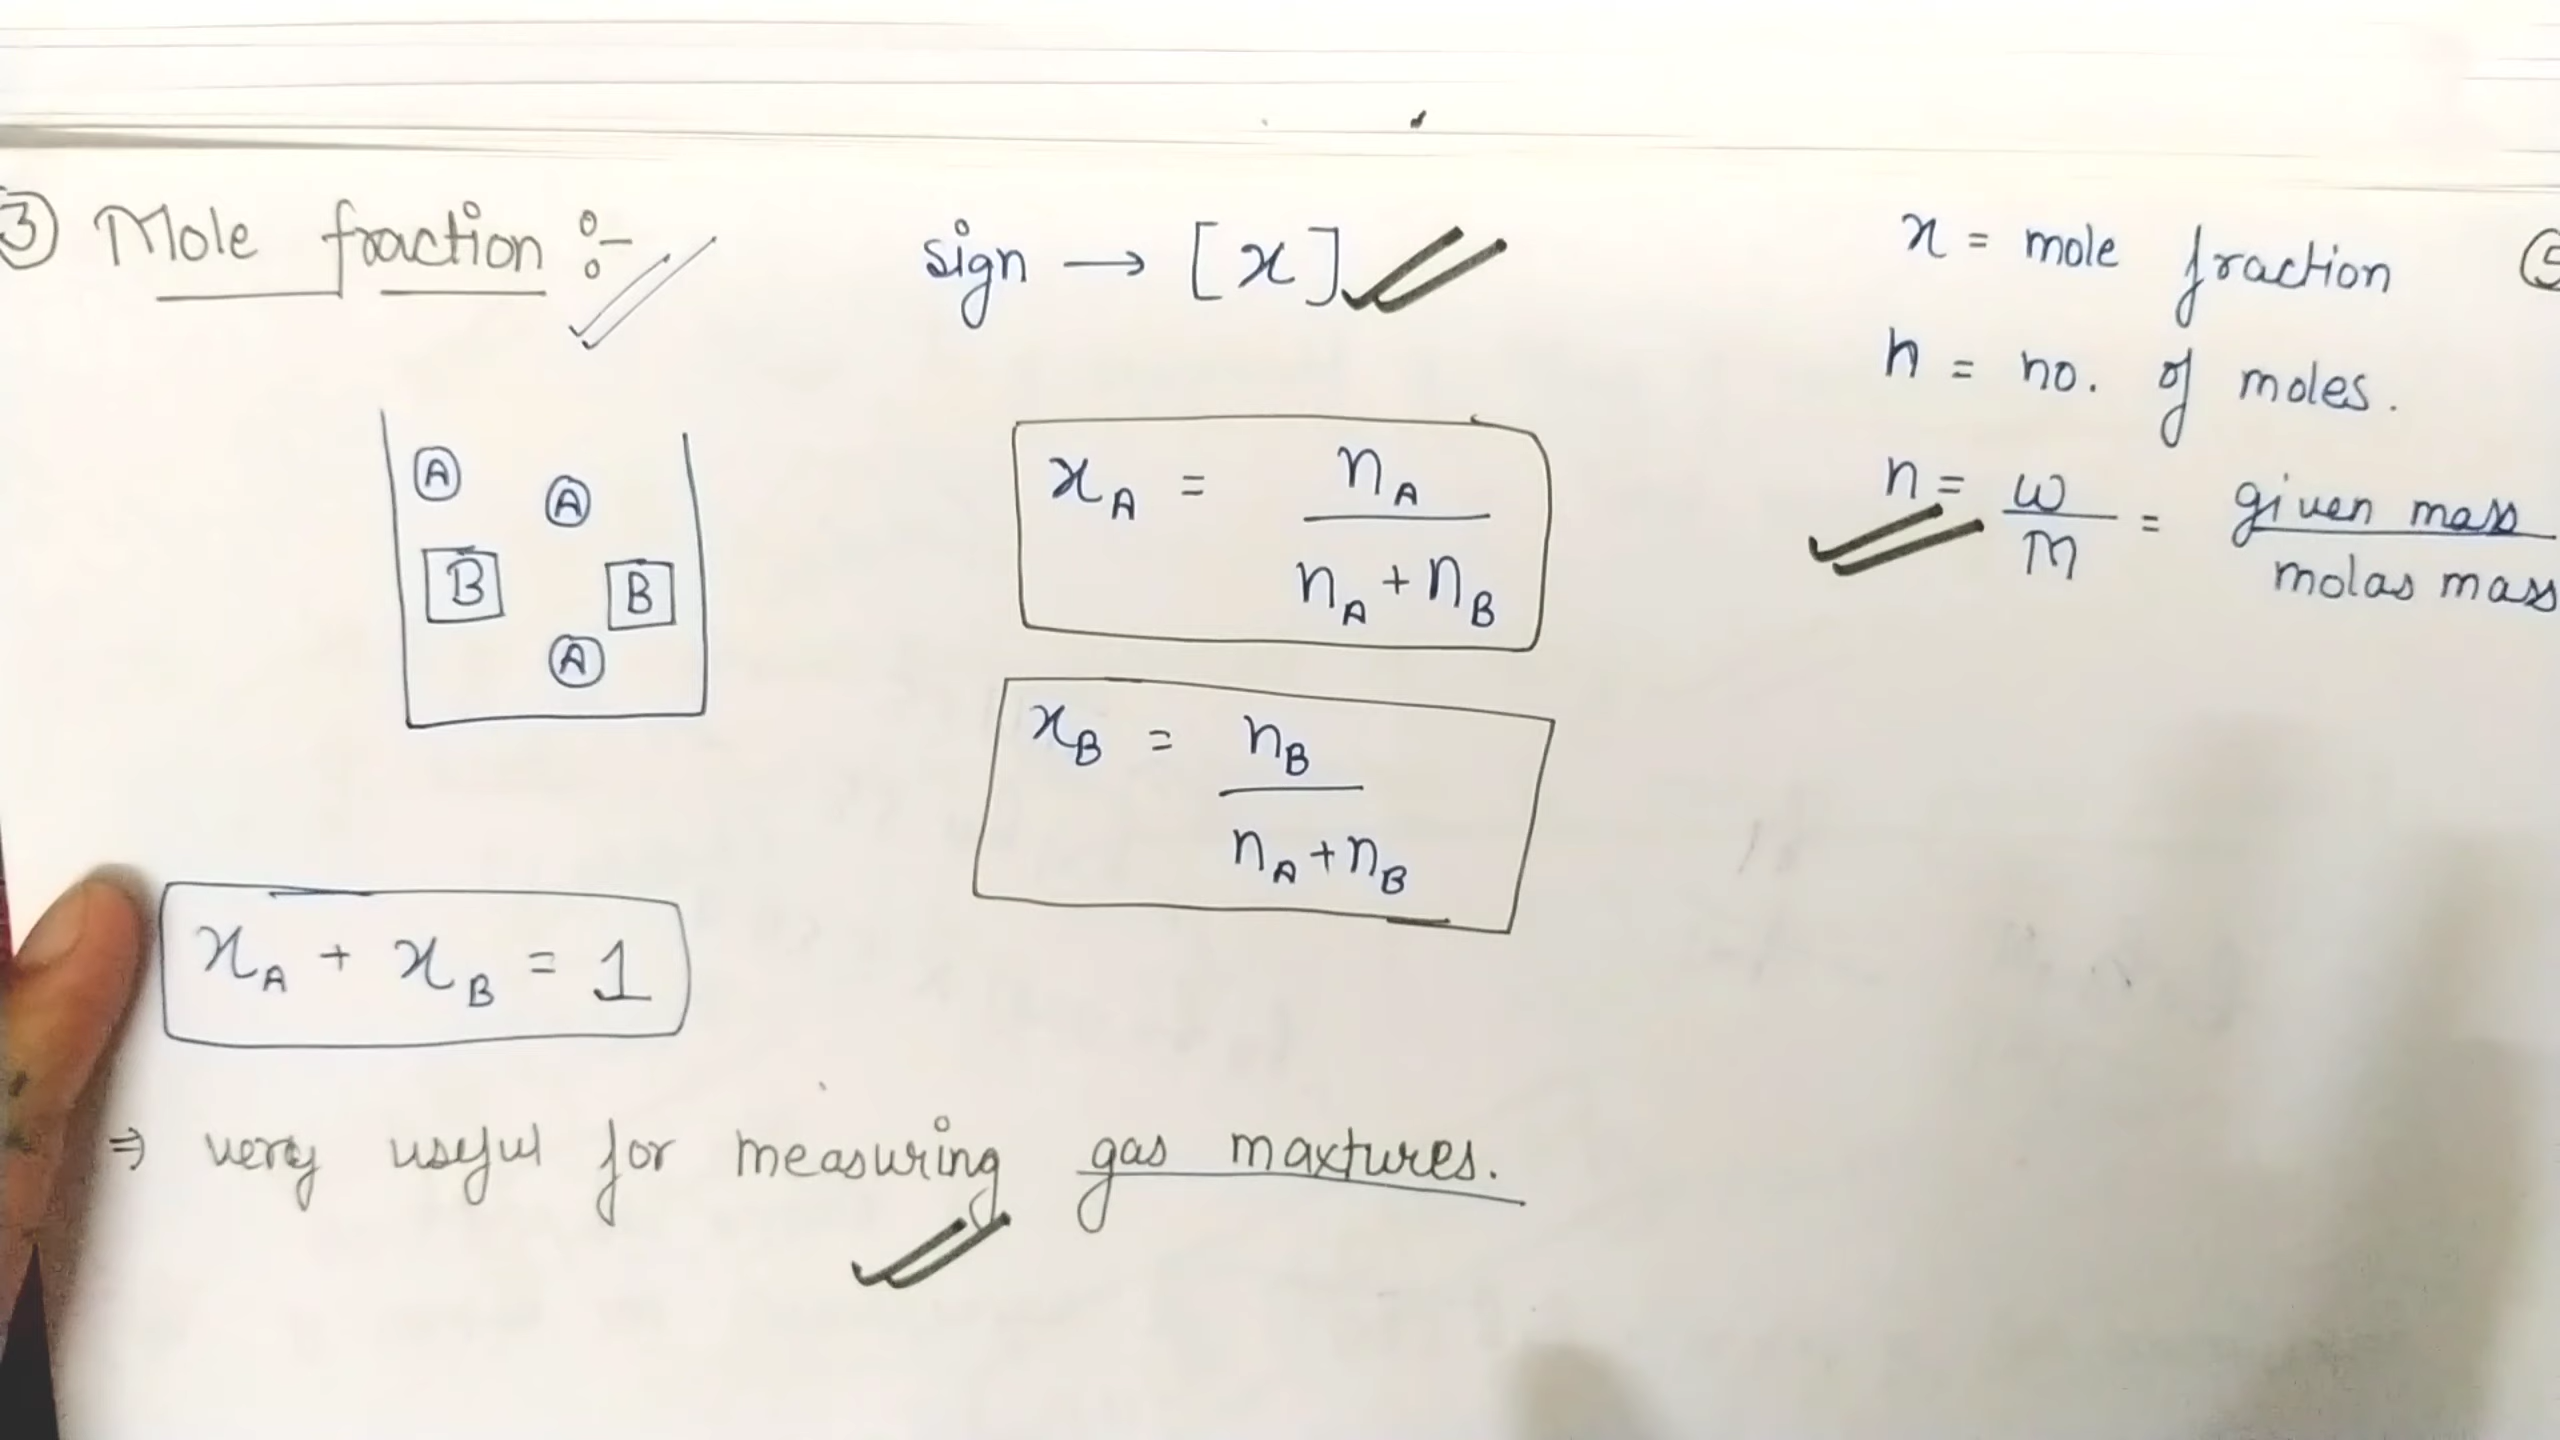 ③ Mole fraction :-
sign → [x]
x = mole fraction
n = no. of moles.
n = w/M = given mass / molas mass
A A
B B
A
xA = nA / nA + nB
xB = nB / nA + nB
xA + xB = 1
⇒ very useful for measuring gas maxtures.